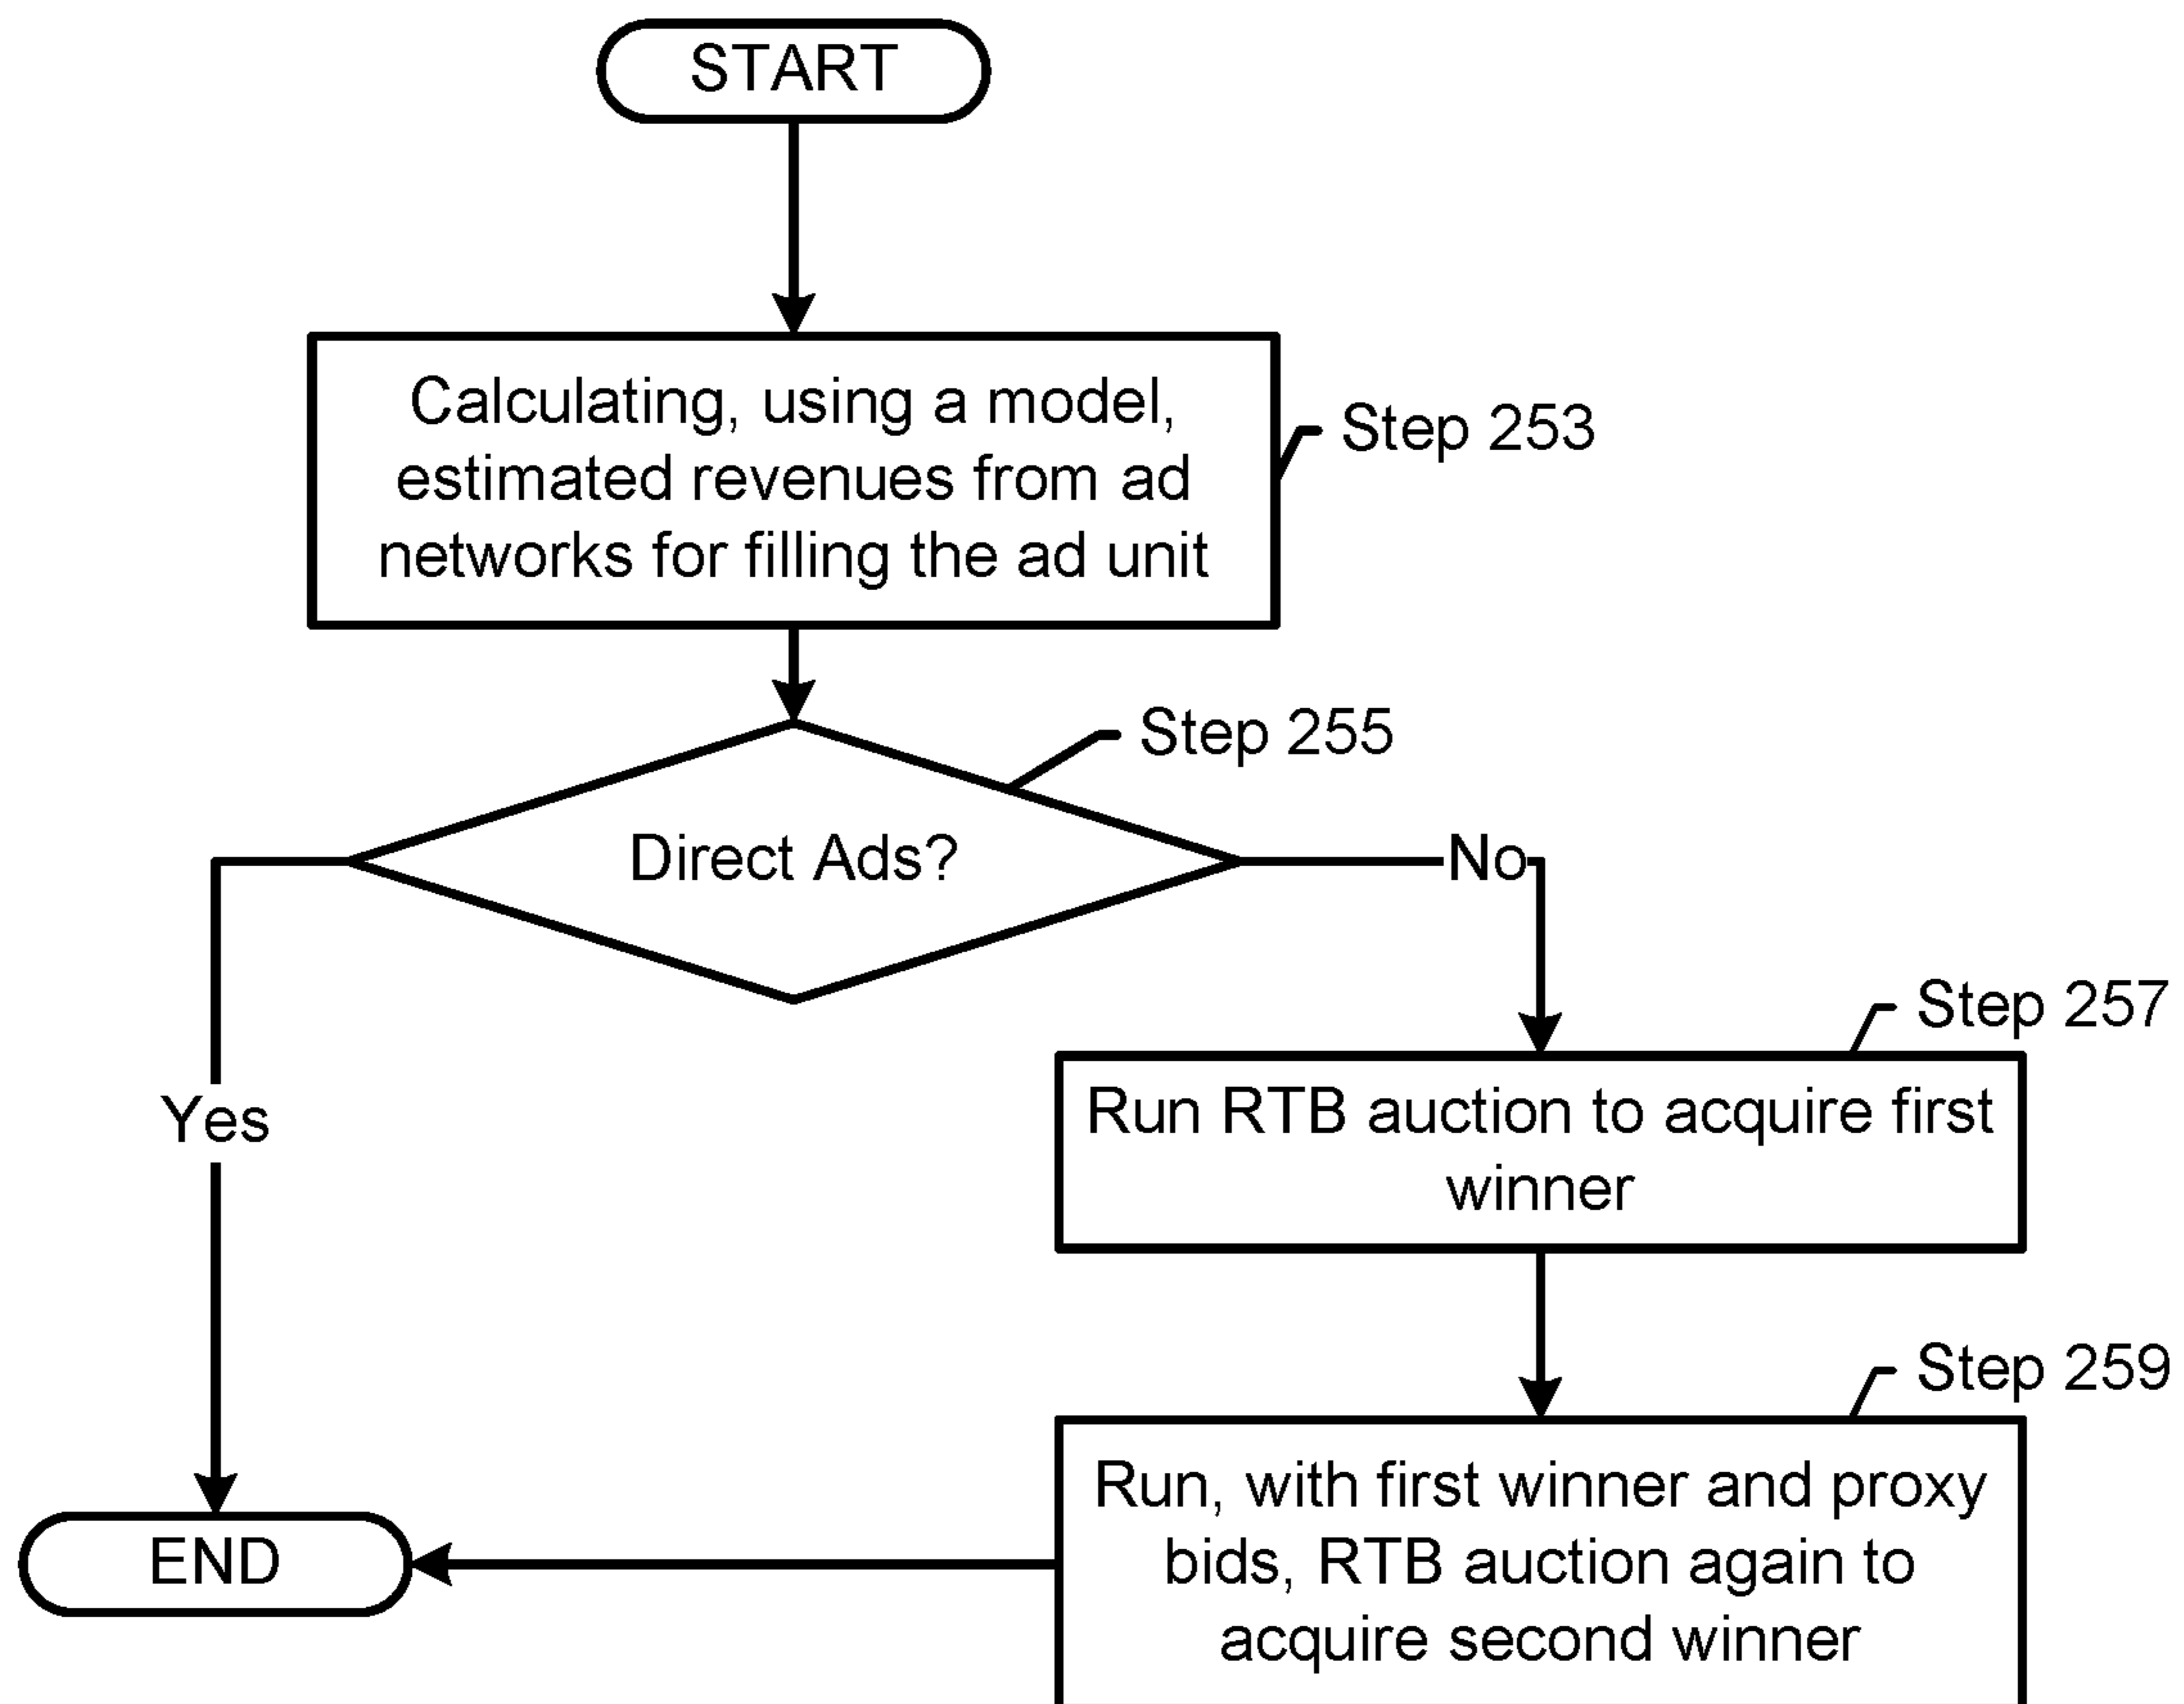 START
Calculating, using a model,
estimated revenues from ad
networks for filling the ad unit
Step 253
Step 255
Direct Ads?
No
Yes
Step 257
Run RTB auction to acquire first
winner
Step 259
Run, with first winner and proxy
bids, RTB auction again to
acquire second winner
END